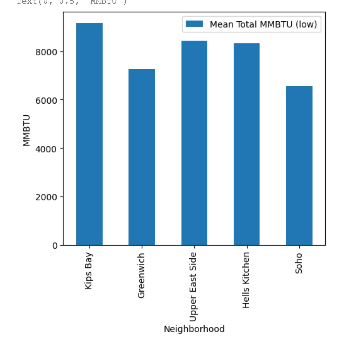 Mean Total MMBTU (low)
8000
6000
4000
2000
0
MMBTU
Kips Bay
Greenwich
Upper East Side
Hells Kitchen
Soho
Neighborhood